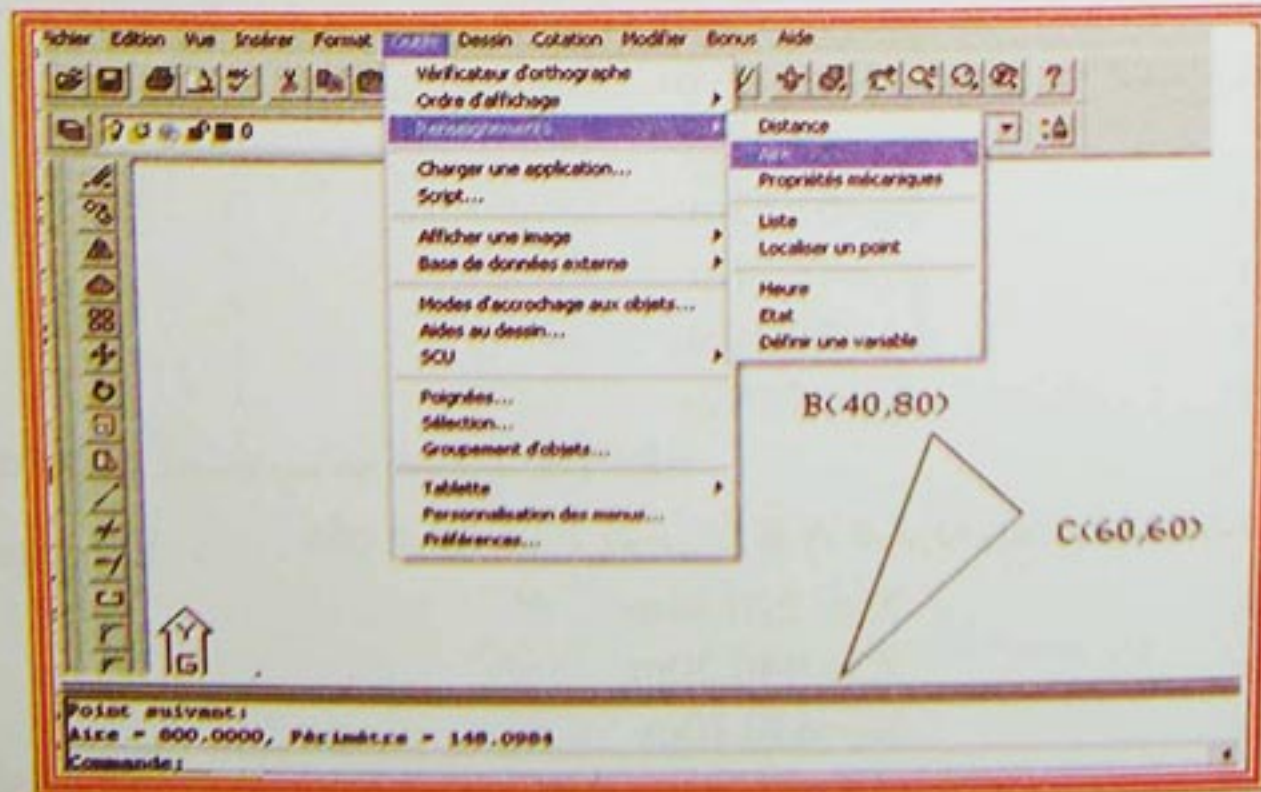 Fichier Edition Vue Insérer Format Outils Dessin Cotation Modifier Bonus Aide
0
Vérificateur d'orthographe
Ordre d'affichage
Renseignements
Charger une application...
Script...
Afficher une image
Base de données externe
Modes d'accrochage aux objets...
Aides au dessin...
SCU
Poignées...
Sélection...
Groupement d'objets...
Tablette
Personnalisation des menus...
Préférences...
Distance
Aire
Propriétés mécaniques
Liste
Localiser un point
Heure
Etat
Définir une variable
B(40,80)
C(60,60)
Y
G
Point suivant:
Aire = 800.0000, Périmètre = 148.0984
Commande: